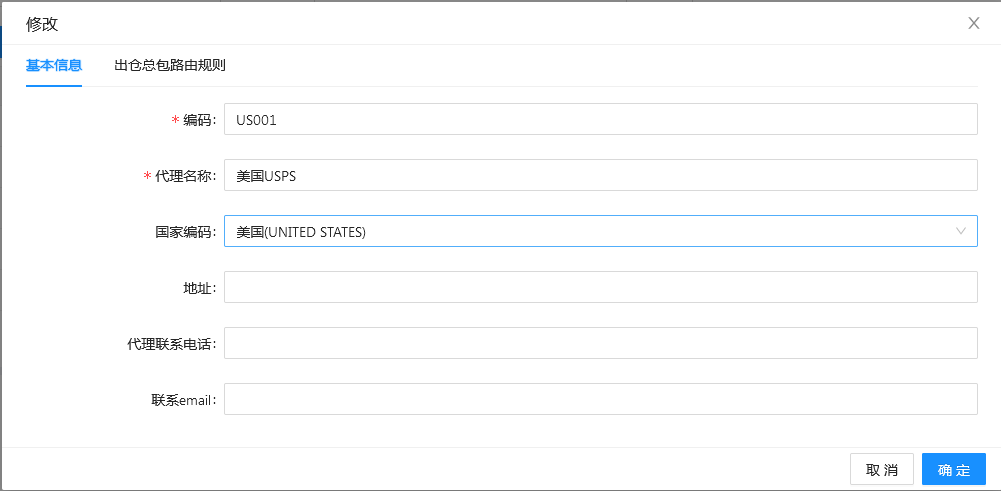 修改
基本信息 出仓总包路由规则
* 编码: US001
* 代理名称: 美国USPS
国家编码: 美国(UNITED STATES)
地址:
代理联系电话:
联系email:
取 消 确 定